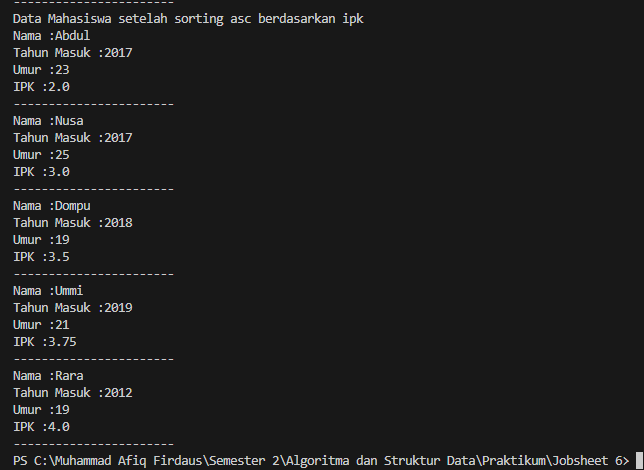 -----------------------
Data Mahasiswa setelah sorting asc berdasarkan ipk
Nama :Abdul
Tahun Masuk :2017
Umur :23
IPK :2.0
-----------------------
Nama :Nusa
Tahun Masuk :2017
Umur :25
IPK :3.0
-----------------------
Nama :Dompu
Tahun Masuk :2018
Umur :19
IPK :3.5
-----------------------
Nama :Ummi
Tahun Masuk :2019
Umur :21
IPK :3.75
-----------------------
Nama :Rara
Tahun Masuk :2012
Umur :19
IPK :4.0
-----------------------
PS C:\Muhammad Afiq Firdaus\Semester 2\Algoritma dan Struktur Data\Praktikum\Jobsheet 6>